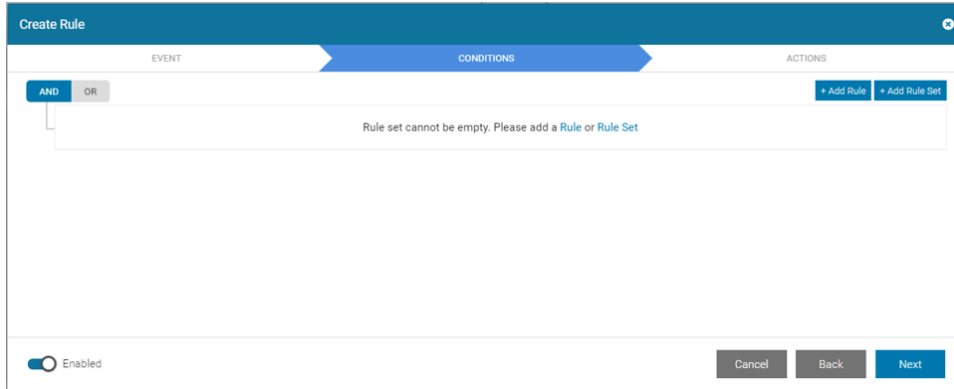 Create Rule
EVENT
CONDITIONS
ACTIONS
AND OR
+ Add Rule + Add Rule Set
Rule set cannot be empty. Please add a Rule or Rule Set
Enabled
Cancel Back Next